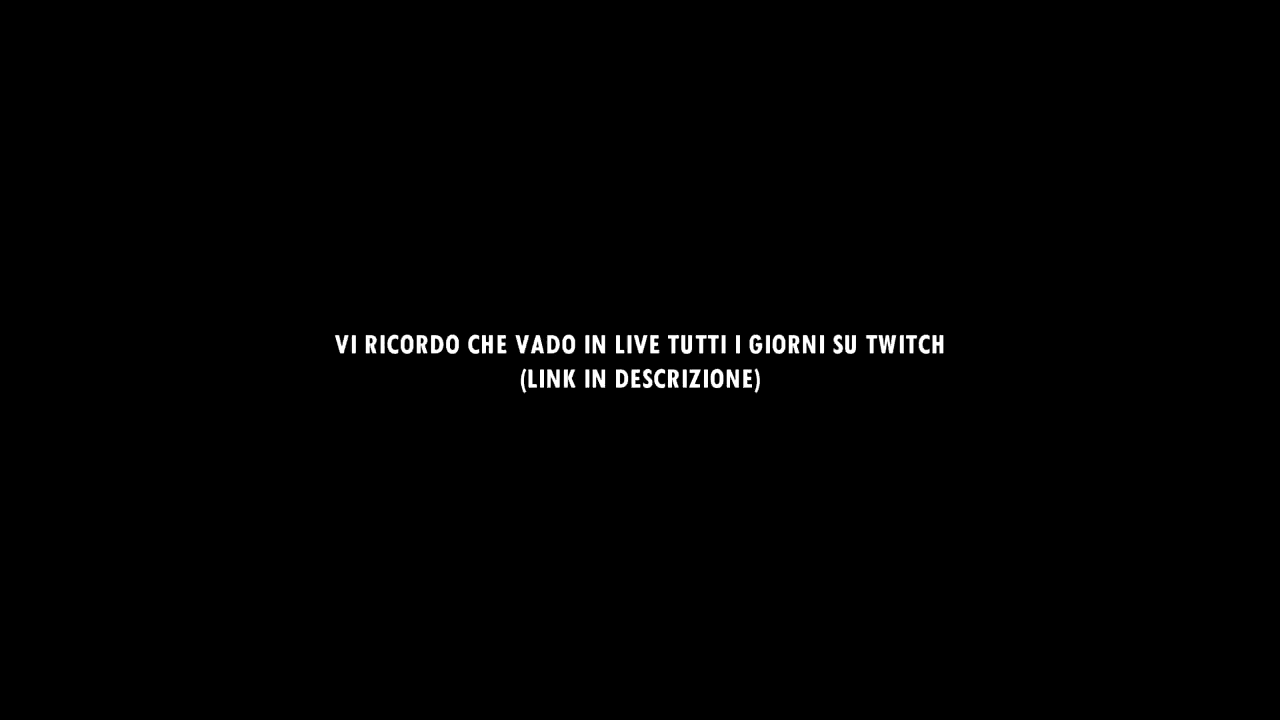 VI RICORDO CHE VADO IN LIVE TUTTI I GIORNI SU TWITCH
(LINK IN DESCRIZIONE)